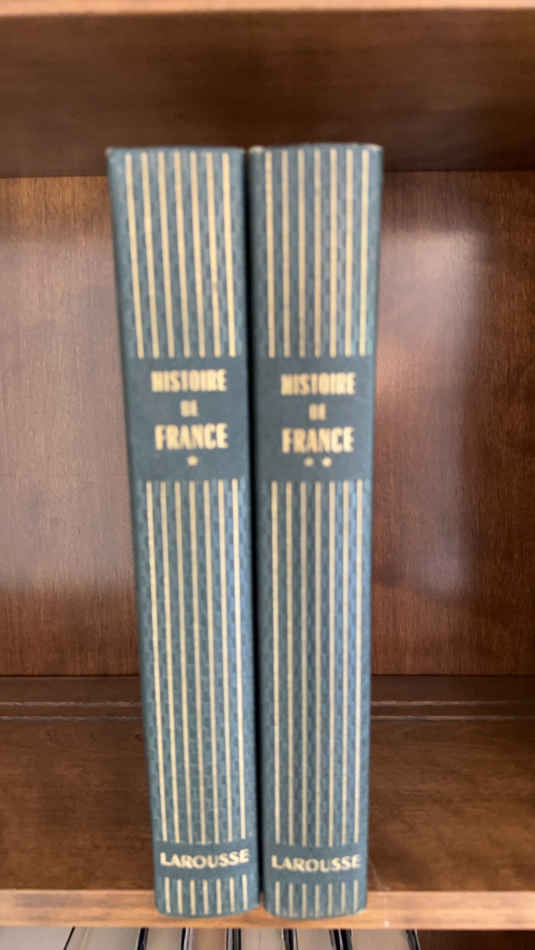 HISTOIRE
DE
FRANCE
*
LAROUSSE
HISTOIRE
DE
FRANCE
* *
LAROUSSE